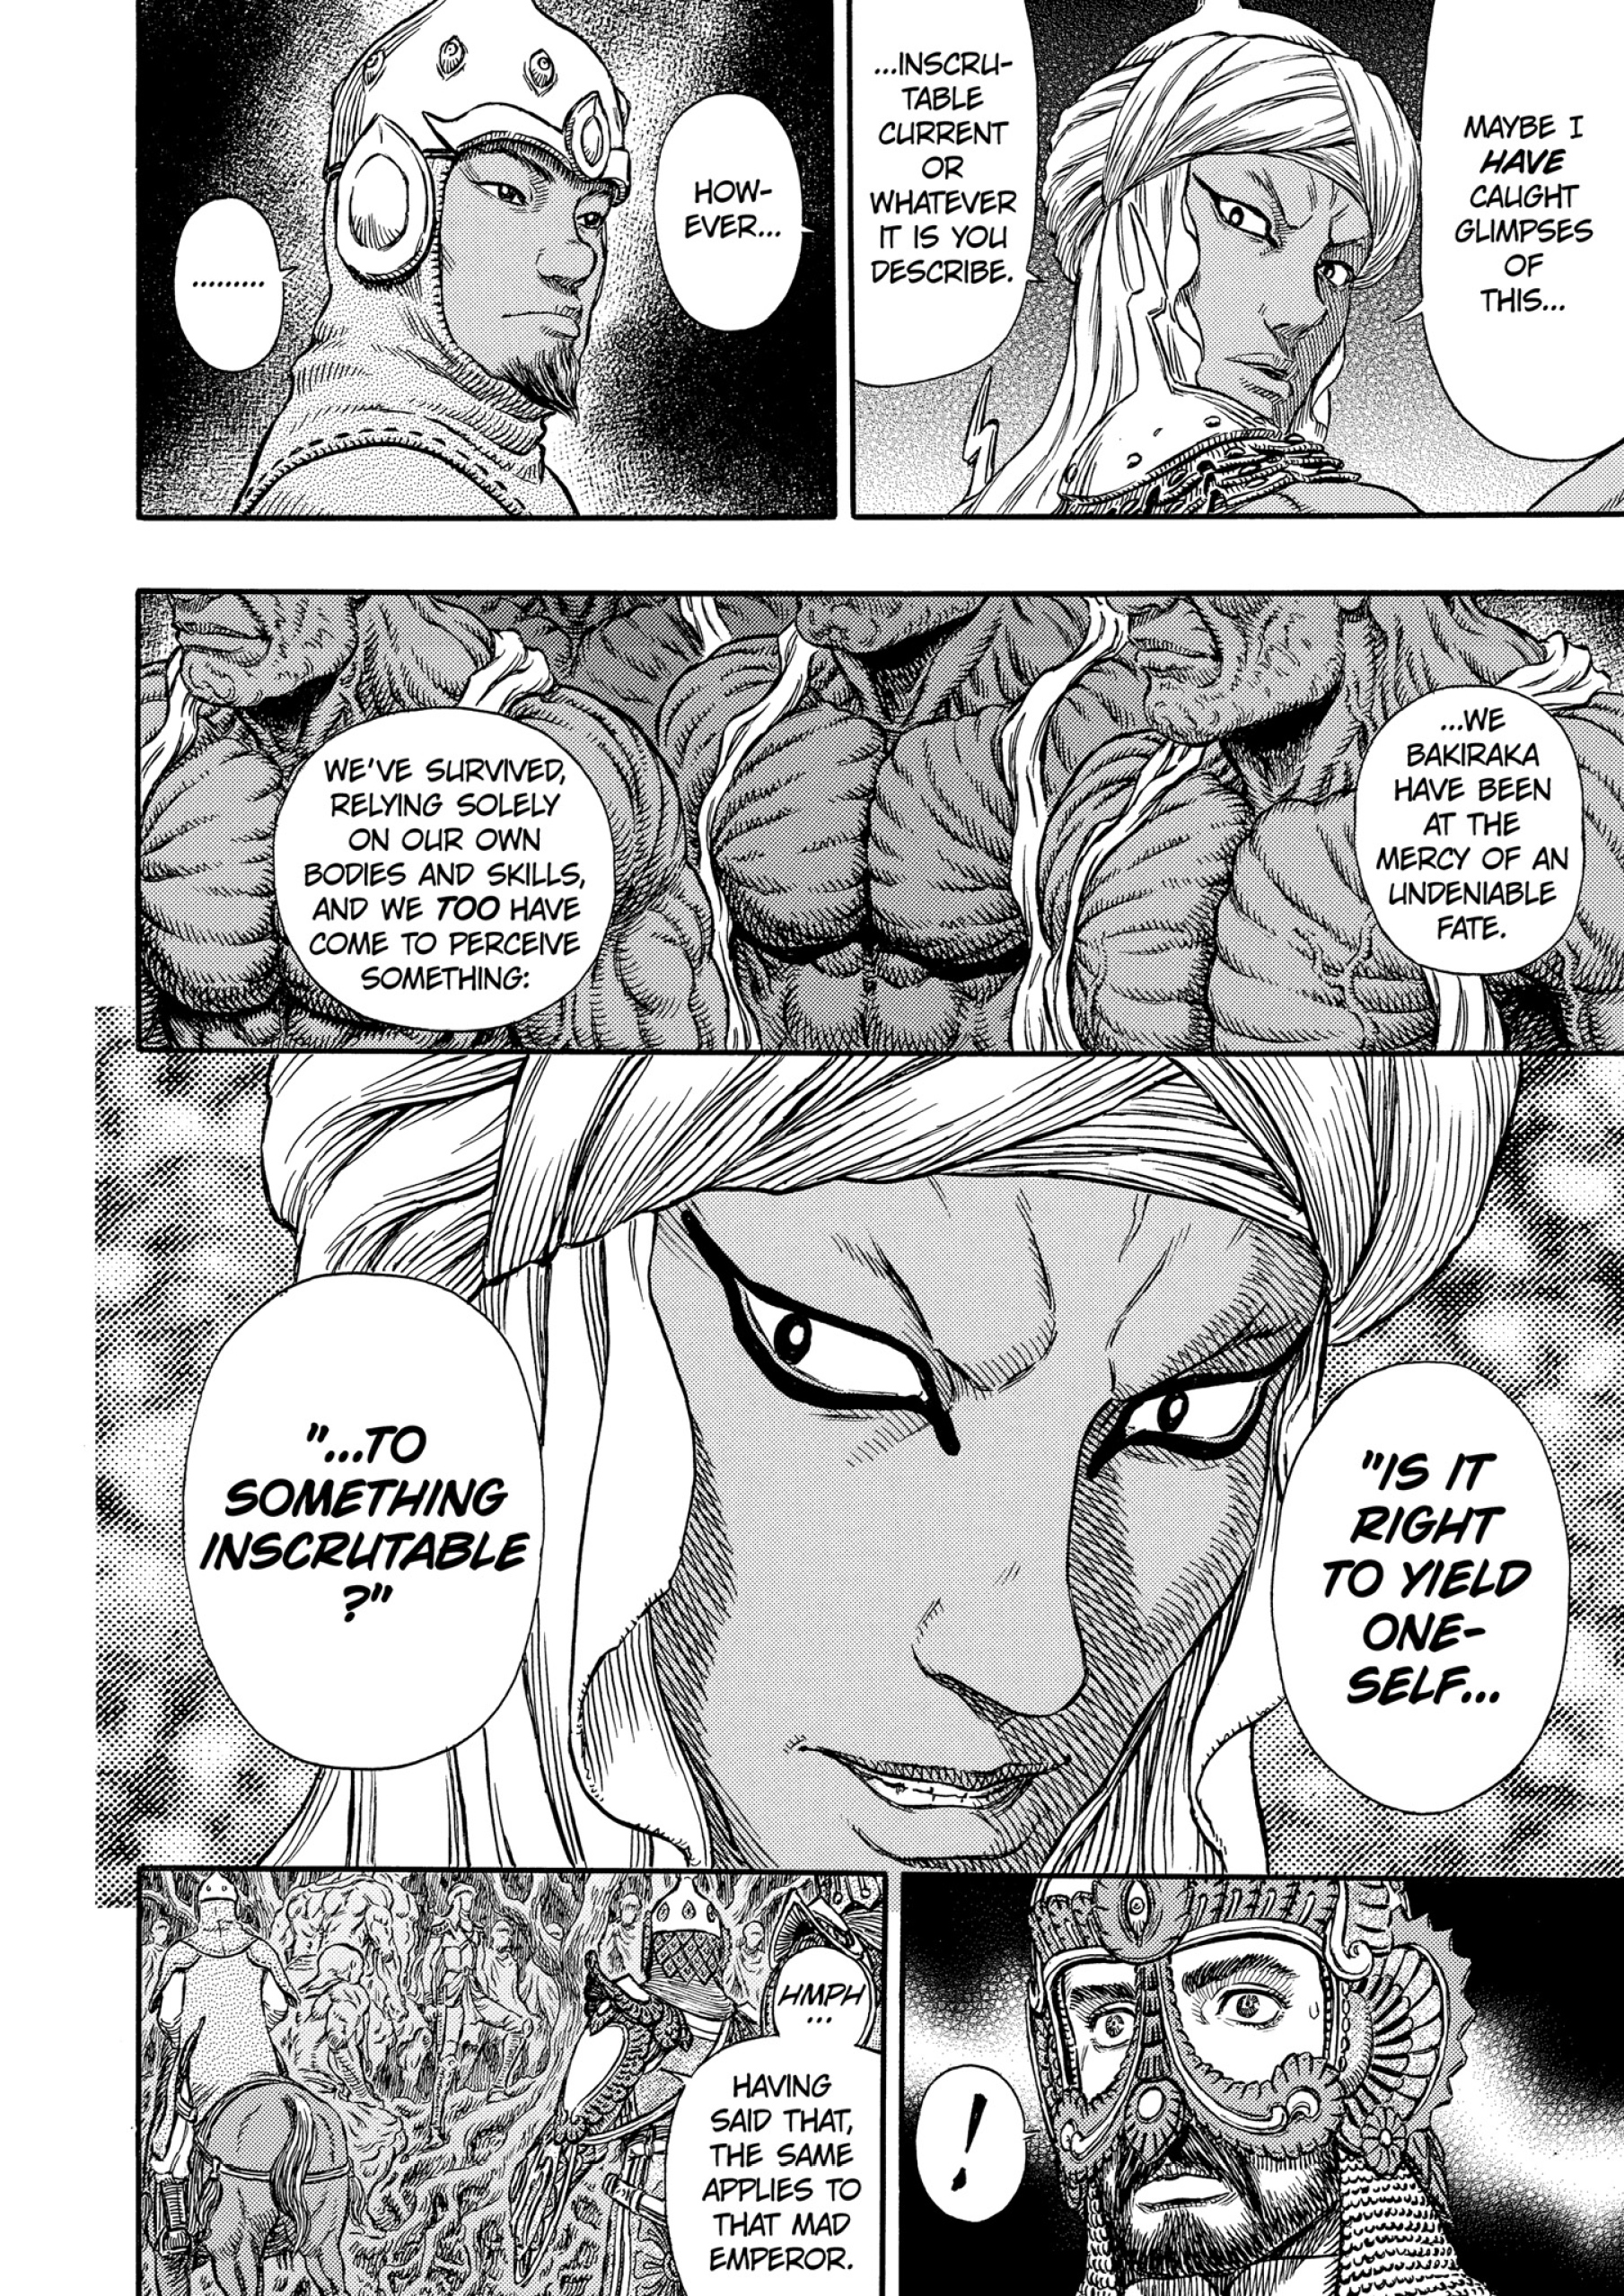 MAYBE I
HAVE
CAUGHT
GLIMPSES
OF
THIS...
...INSCRU-
TABLE
CURRENT
OR
WHATEVER
IT IS YOU
DESCRIBE.
HOW-
EVER...
..........
...WE
BAKIRAKA
HAVE BEEN
AT THE
MERCY OF AN
UNDENIABLE
FATE.
WE'VE SURVIVED,
RELYING SOLELY
ON OUR OWN
BODIES AND SKILLS,
AND WE TOO HAVE
COME TO PERCEIVE
SOMETHING:
"IS IT
RIGHT
TO YIELD
ONE-
SELF...
"...TO
SOMETHING
INSCRUTABLE
?"
!
HMPH
...
HAVING
SAID THAT,
THE SAME
APPLIES TO
THAT MAD
EMPEROR.